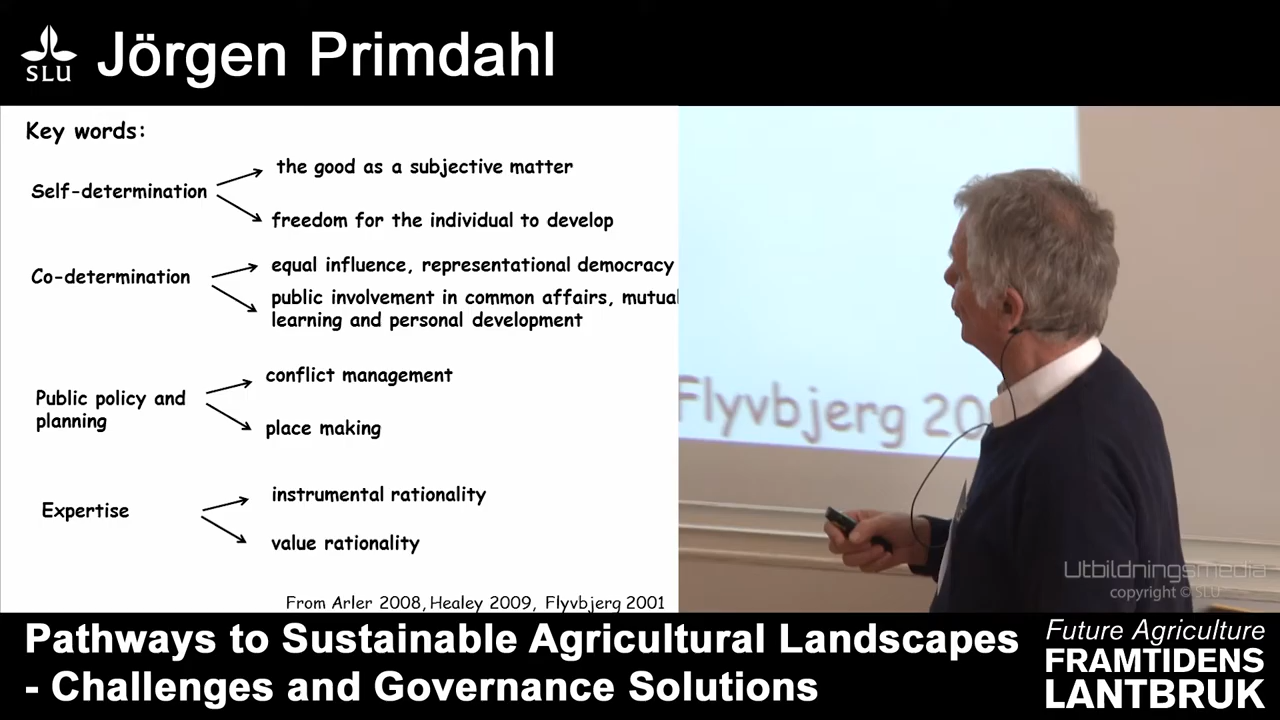 SLU
Jörgen Primdahl
Key words:
Self-determination
the good as a subjective matter
freedom for the individual to develop
Co-determination
equal influence, representational democracy
public involvement in common affairs, mutual
learning and personal development
Public policy and
planning
conflict management
place making
Expertise
instrumental rationality
value rationality
From Arler 2008, Healey 2009, Flyvbjerg 2001
Flyvbjerg 20
Utbildningsmedia
copyright © SLU
Pathways to Sustainable Agricultural Landscapes
- Challenges and Governance Solutions
Future Agriculture
FRAMTIDENS
LANTBRUK